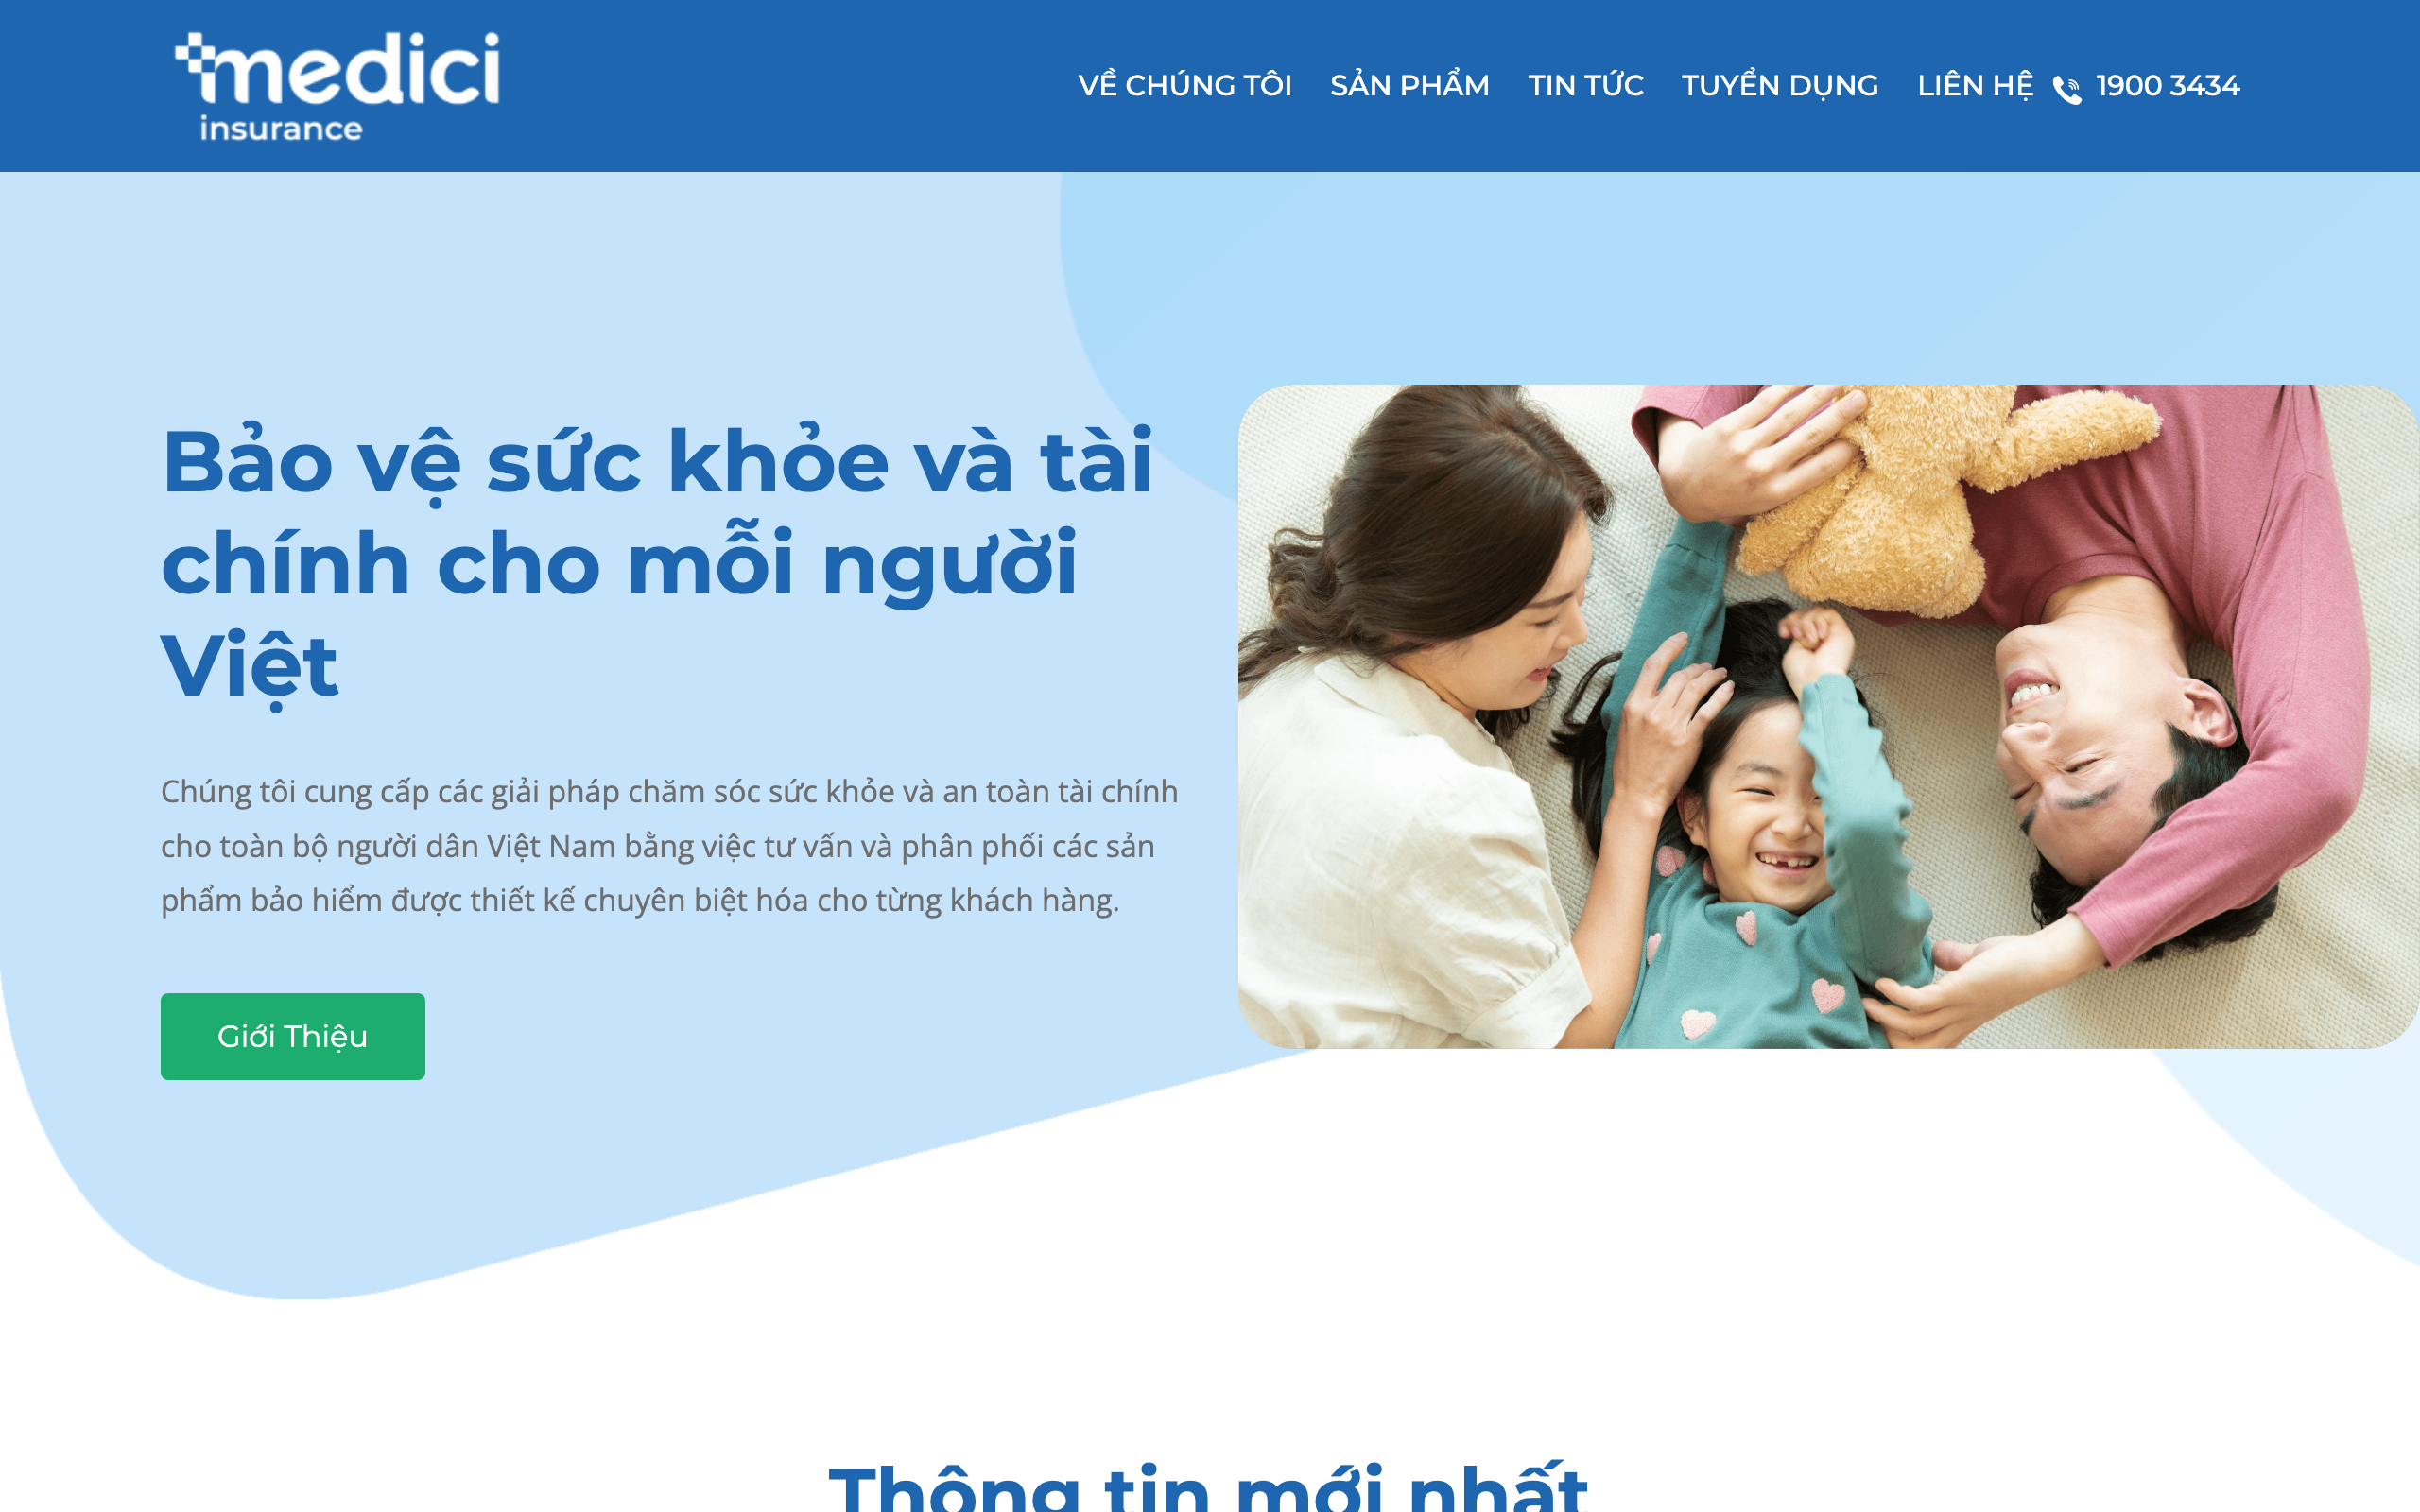 medici
insurance
VỀ CHÚNG TÔI
SẢN PHẨM
TIN TỨC
TUYỂN DỤNG
LIÊN HỆ
1900 3434
Bảo vệ sức khỏe và tài
chính cho mỗi người
Việt
Chúng tôi cung cấp các giải pháp chăm sóc sức khỏe và an toàn tài chính
cho toàn bộ người dân Việt Nam bằng việc tư vấn và phân phối các sản
phẩm bảo hiểm được thiết kế chuyên biệt hóa cho từng khách hàng.
Giới Thiệu
Thông tin mới nhất